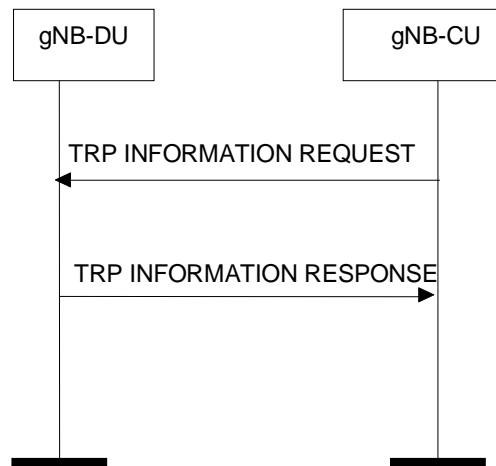 gNB-DU
gNB-CU
TRP INFORMATION REQUEST
TRP INFORMATION RESPONSE